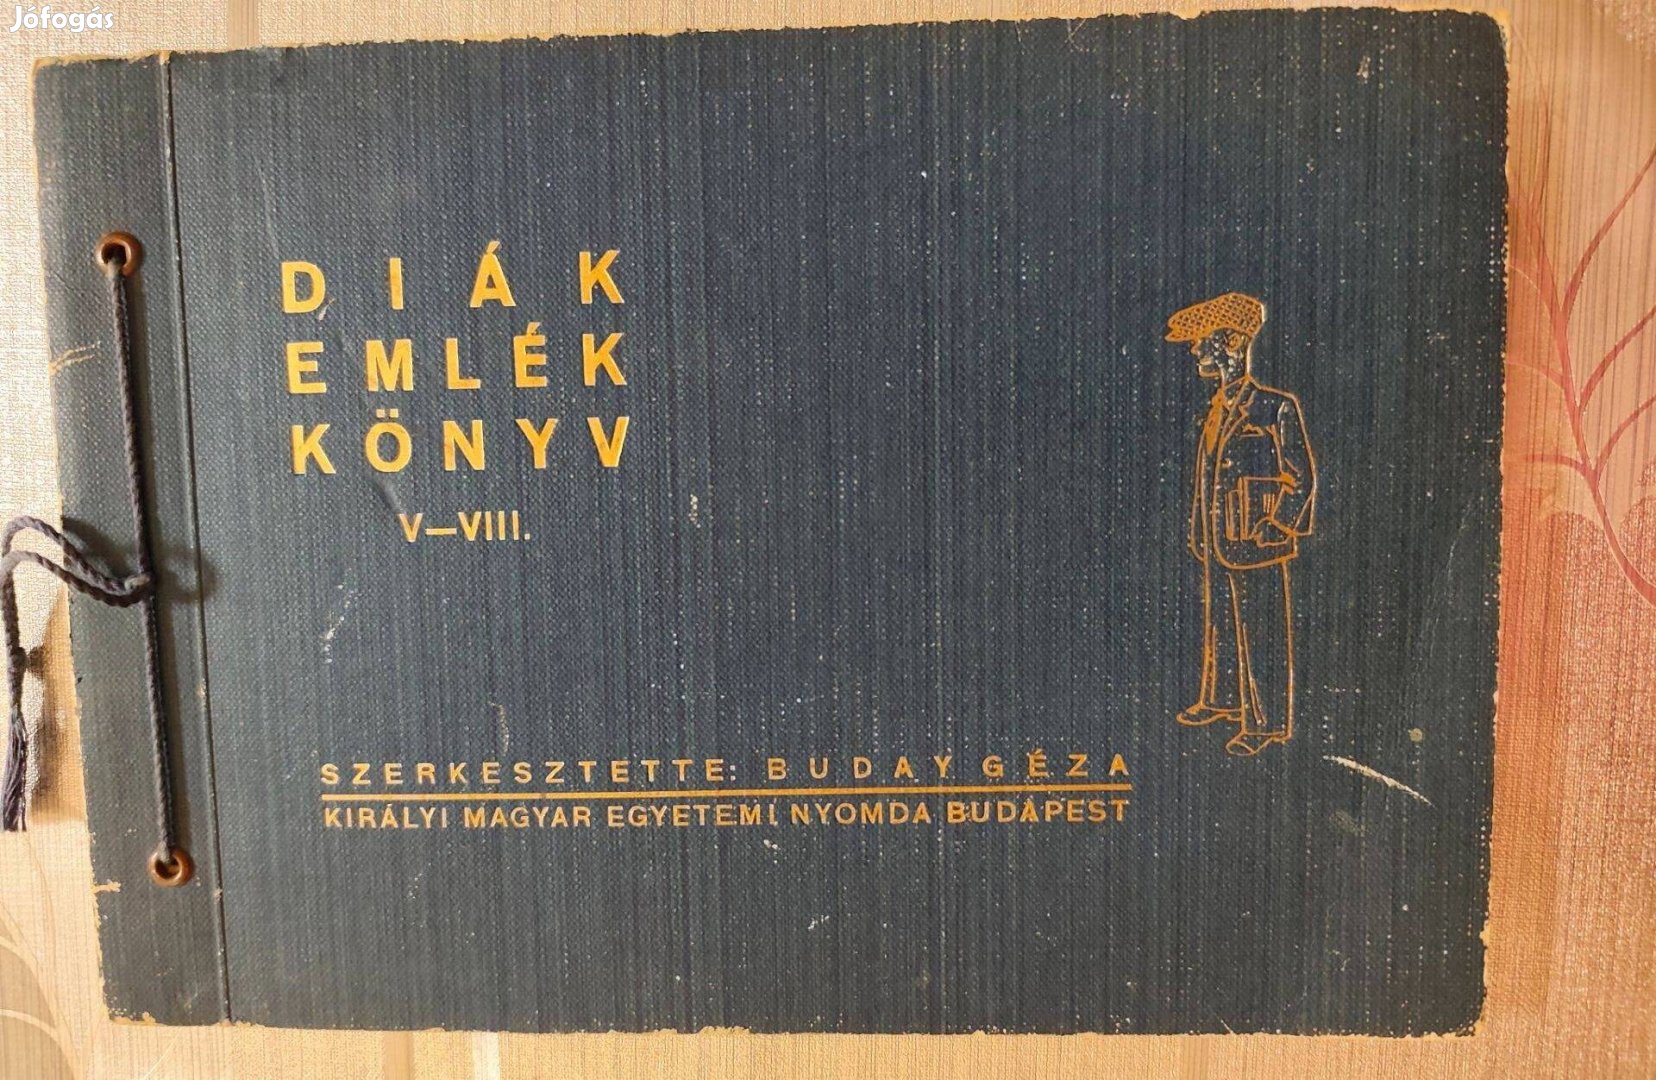 Jófogás
DIÁK
EMLÉK
KÖNYV
V—VIII.
SZERKESZTETTE: BUDAY GÉZA
KIRÁLYI MAGYAR EGYETEMI NYOMDA BUDAPEST